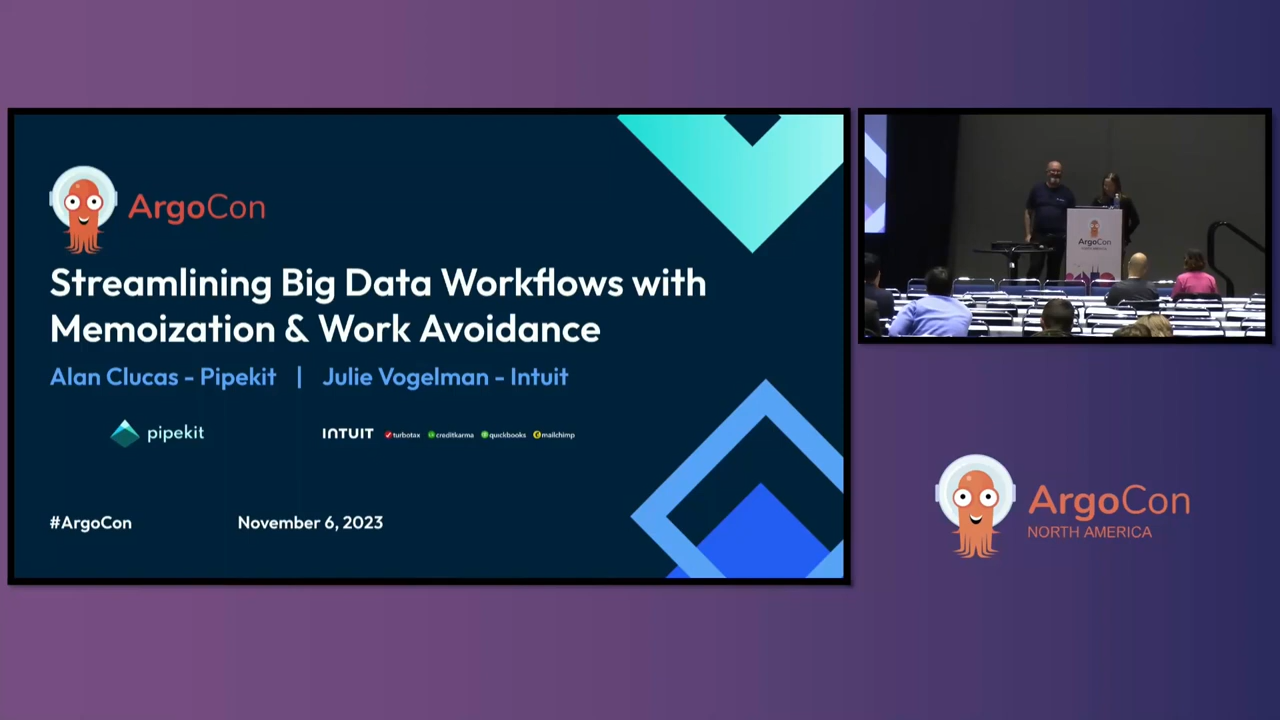 ArgoCon
Streamlining Big Data Workflows with
Memoization & Work Avoidance
Alan Clucas - Pipekit | Julie Vogelman - Intuit
pipekit
INTUIT turbotax creditkarma quickbooks mailchimp
#ArgoCon November 6, 2023
ArgoCon
ArgoCon
NORTH AMERICA